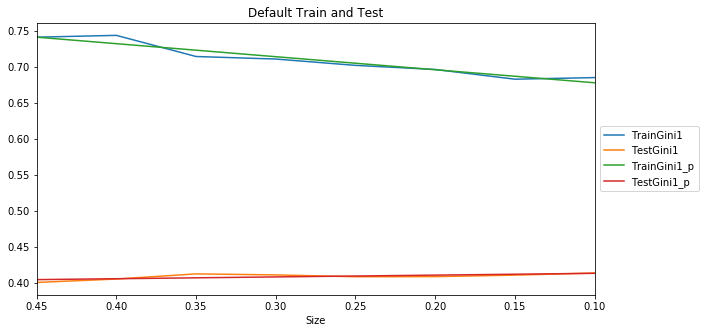 Default Train and Test
0.75
0.70
0.65
0.60
0.55
0.50
0.45
0.40
0.45 0.40 0.35 0.30 0.25 0.20 0.15 0.10
Size
TrainGini1
TestGini1
TrainGini1_p
TestGini1_p